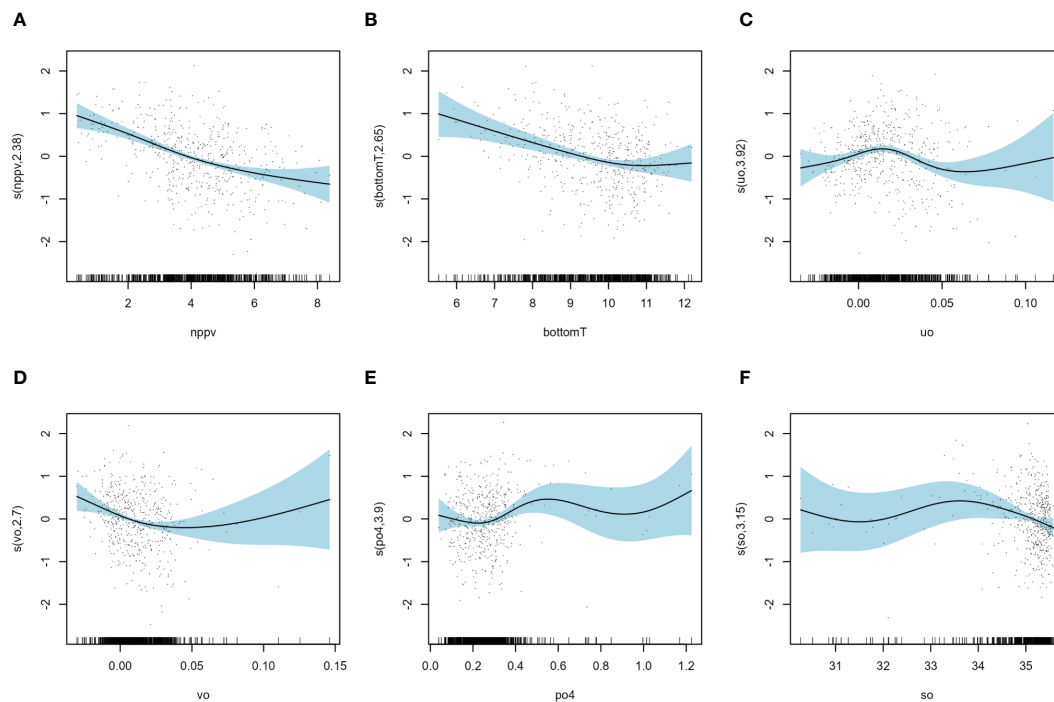 A
B
C
s(nppv,2.38)
2
1
0
-1
-2
2 4 6 8
nppv
s(bottomT,2.65)
2
1
0
-1
-2
6 7 8 9 10 11 12
bottomT
s(uo,3.92)
2
1
0
-1
-2
0.00 0.05 0.10
uo
D
E
F
s(vo,2.7)
2
1
0
-1
-2
0.00 0.05 0.10 0.15
vo
s(po4,3.9)
2
1
0
-1
-2
0.0 0.2 0.4 0.6 0.8 1.0 1.2
po4
s(so,3.15)
2
1
0
-1
-2
31 32 33 34 35
so